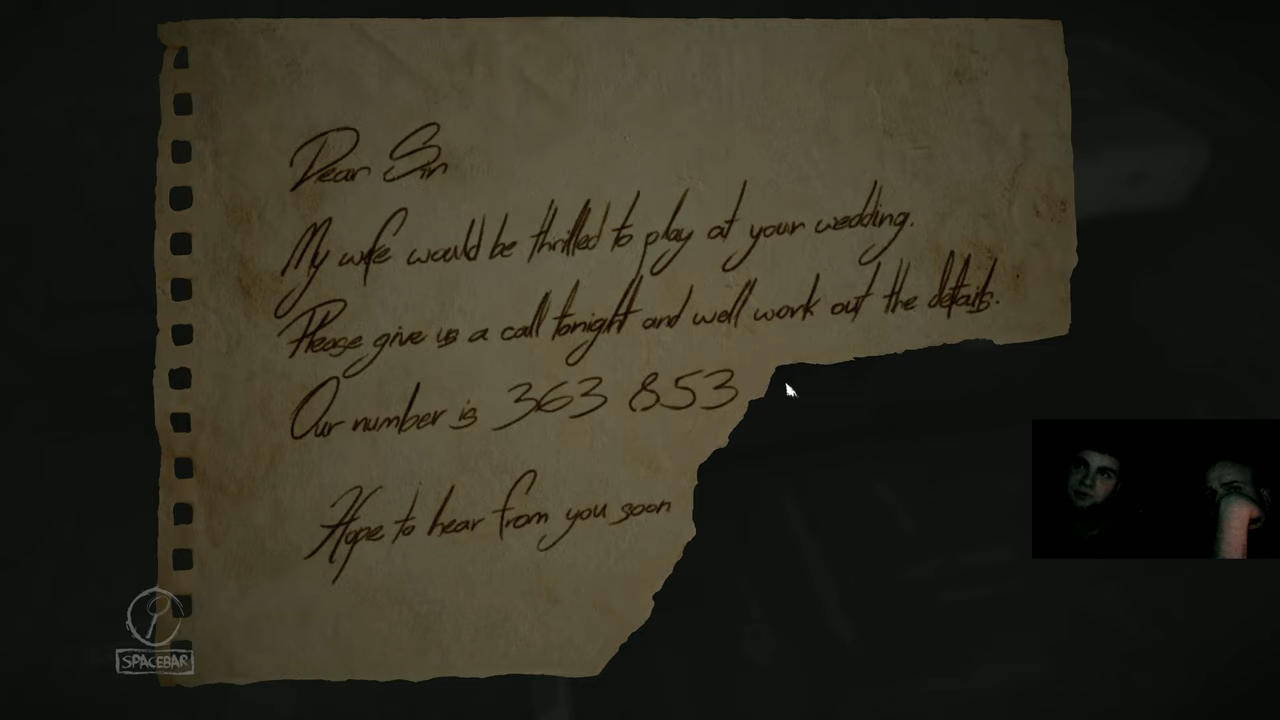 Dear Sir
My wife would be thrilled to play at your wedding.
Please give us a call tonight and well work out the details.
Our number is 363 853
Hope to hear from you soon
SPACEBAR